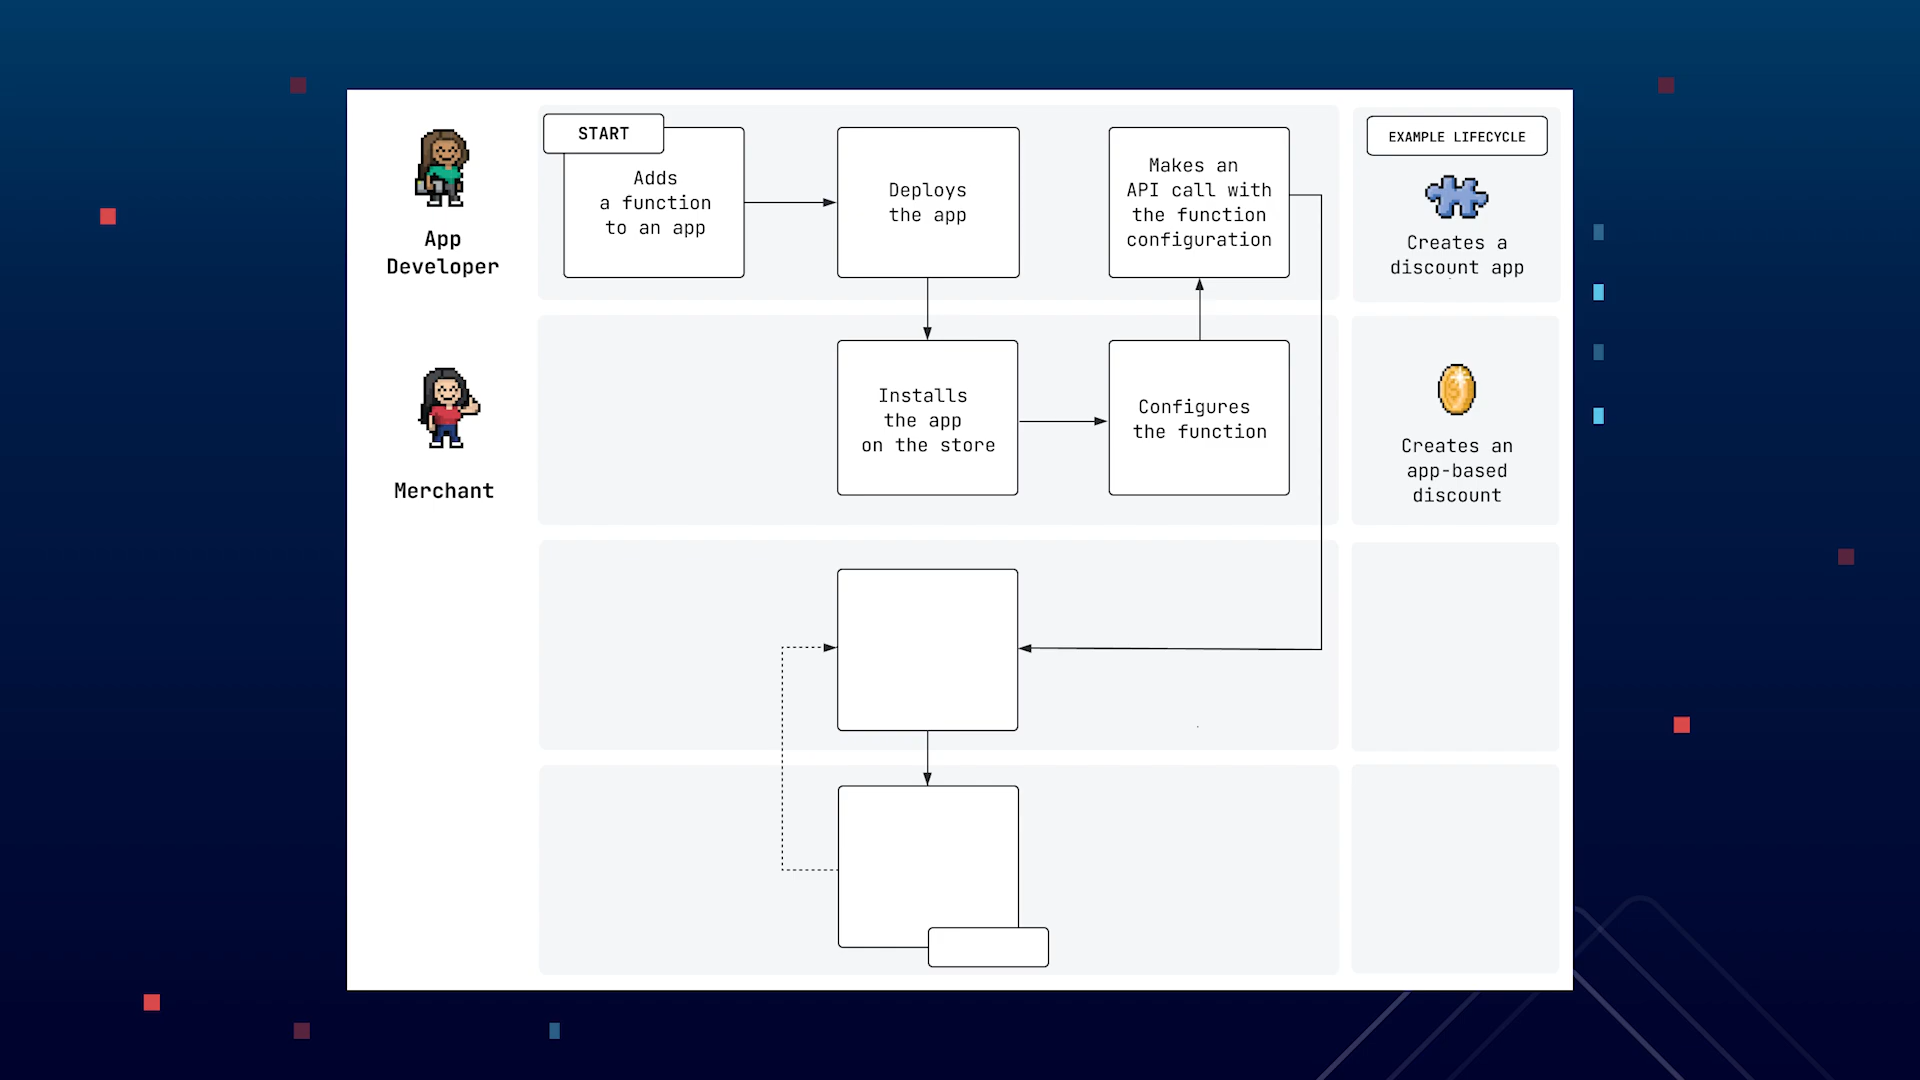 START
Adds
a function
to an app
Deploys
the app
Makes an
API call with
the function
configuration
EXAMPLE LIFECYCLE
Creates a
discount app
App
Developer
Installs
the app
on the store
Configures
the function
Creates an
app-based
discount
Merchant